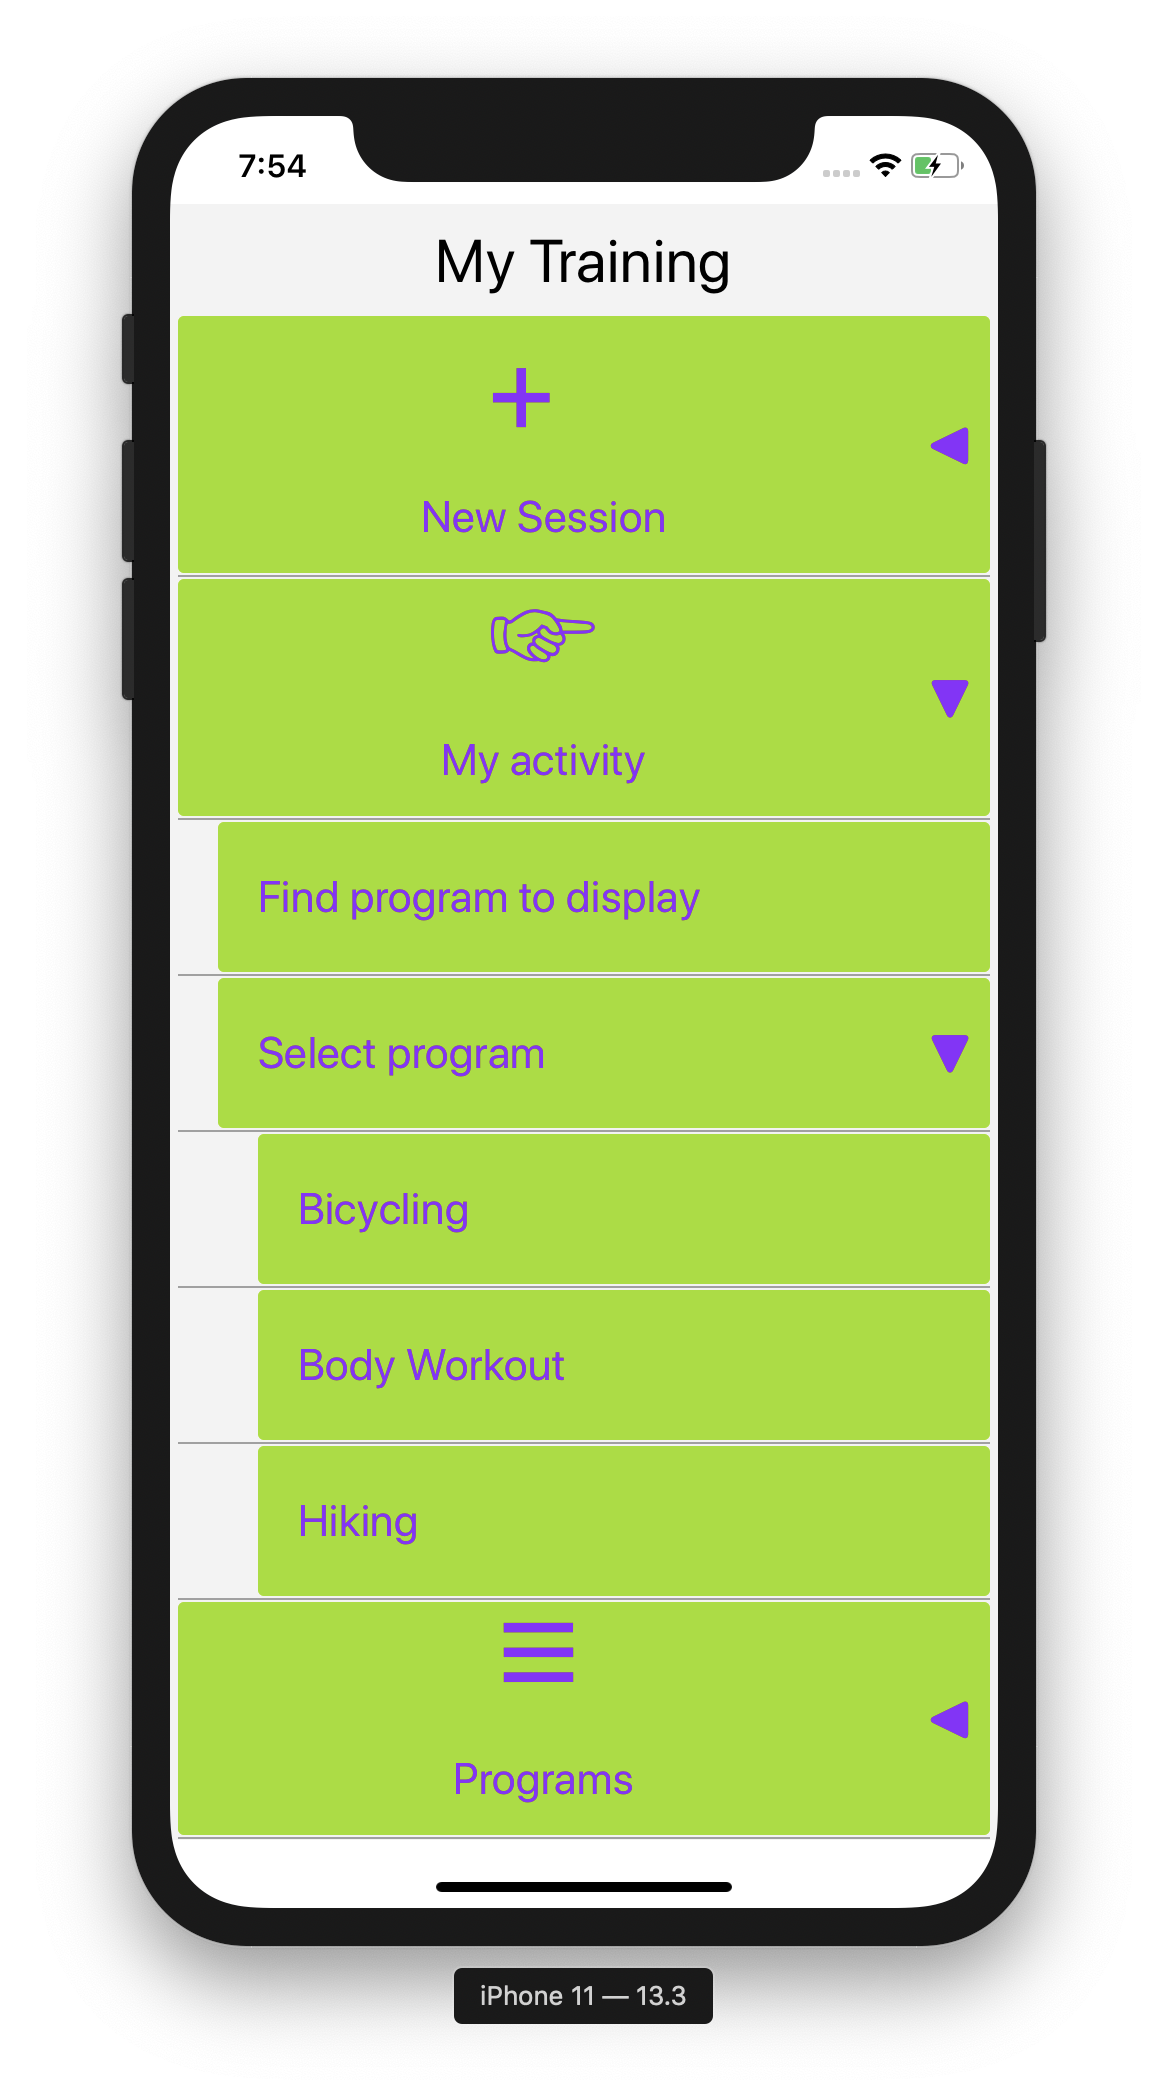 7:54
My Training
New Session
My activity
Find program to display
Select program
Bicycling
Body Workout
Hiking
Programs
iPhone 11 — 13.3